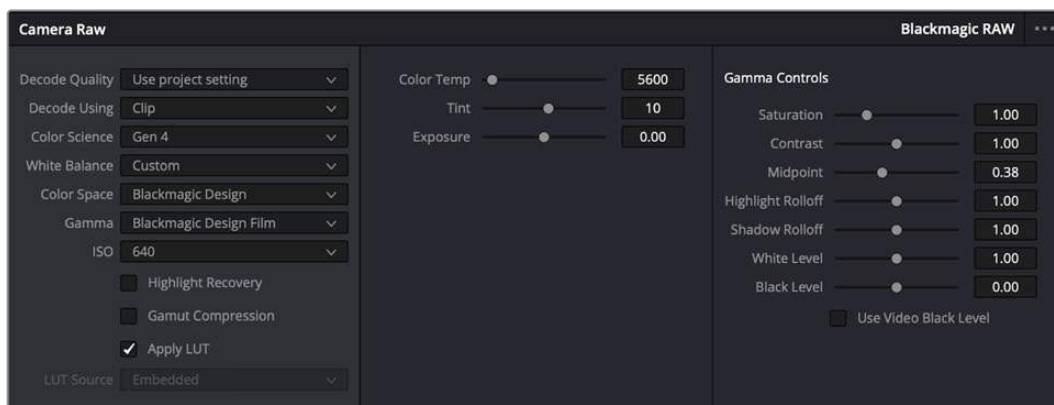 Camera Raw
Blackmagic RAW
Decode Quality Use project setting
Decode Using Clip
Color Science Gen 4
White Balance Custom
Color Space Blackmagic Design
Gamma Blackmagic Design Film
ISO 640
Highlight Recovery
Gamut Compression
Apply LUT
LUT Source Embedded
Color Temp 5600
Tint 10
Exposure 0.00
Gamma Controls
Saturation 1.00
Contrast 1.00
Midpoint 0.38
Highlight Rolloff 1.00
Shadow Rolloff 1.00
White Level 1.00
Black Level 0.00
Use Video Black Level